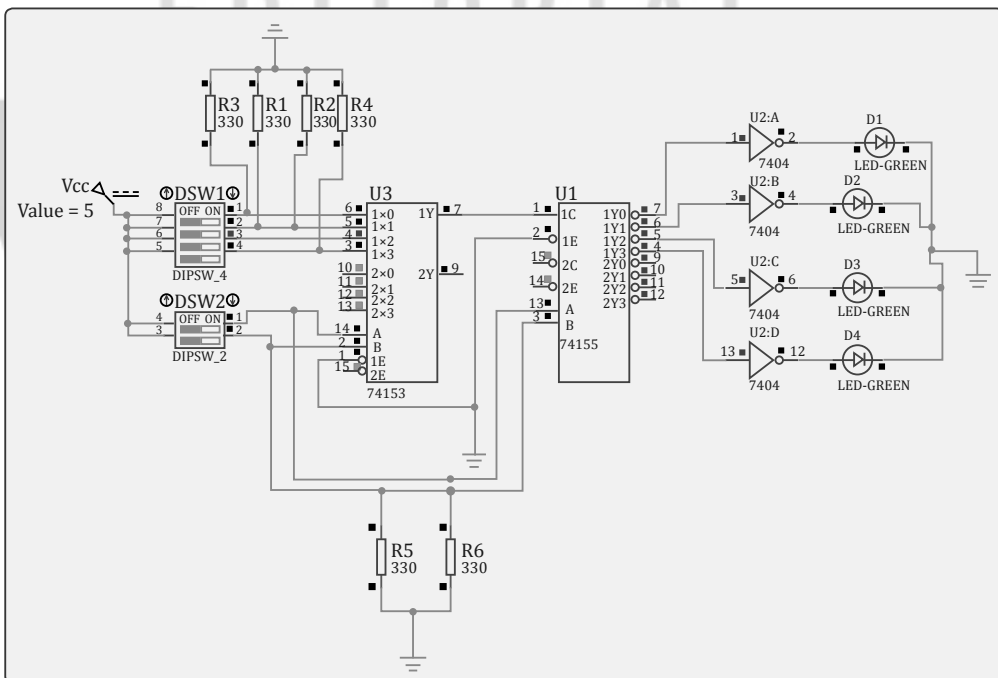 R3
330
R1
330
R2
330
R4
330
Vcc
Value = 5
DSW1
OFF ON
8
7
6
5
1
2
3
4
DIPSW_4
DSW2
OFF ON
4
3
1
2
DIPSW_2
U3
6
5
4
3
10
11
12
13
14
2
1
15
1×0
1×1
1×2
1×3
2×0
2×1
2×2
2×3
A
B
1E
2E
1Y
2Y
7
9
74153
U1
1
2
15
14
13
3
1C
1E
2C
2E
A
B
1Y0
1Y1
1Y2
1Y3
2Y0
2Y1
2Y2
2Y3
7
6
5
4
9
10
11
12
74155
U2:A
1
2
7404
D1
LED-GREEN
U2:B
3
4
7404
D2
LED-GREEN
U2:C
5
6
7404
D3
LED-GREEN
U2:D
13
12
7404
D4
LED-GREEN
R5
330
R6
330